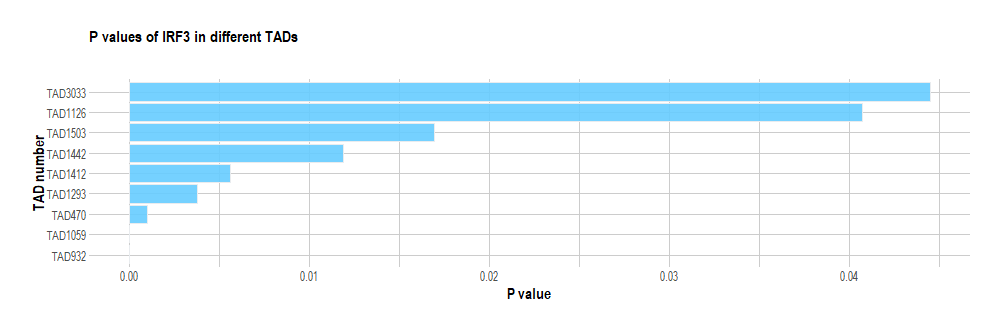 P values of IRF3 in different TADs
TAD number
TAD3033
TAD1126
TAD1503
TAD1442
TAD1412
TAD1293
TAD470
TAD1059
TAD932
0.00 0.01 0.02 0.03 0.04
P value